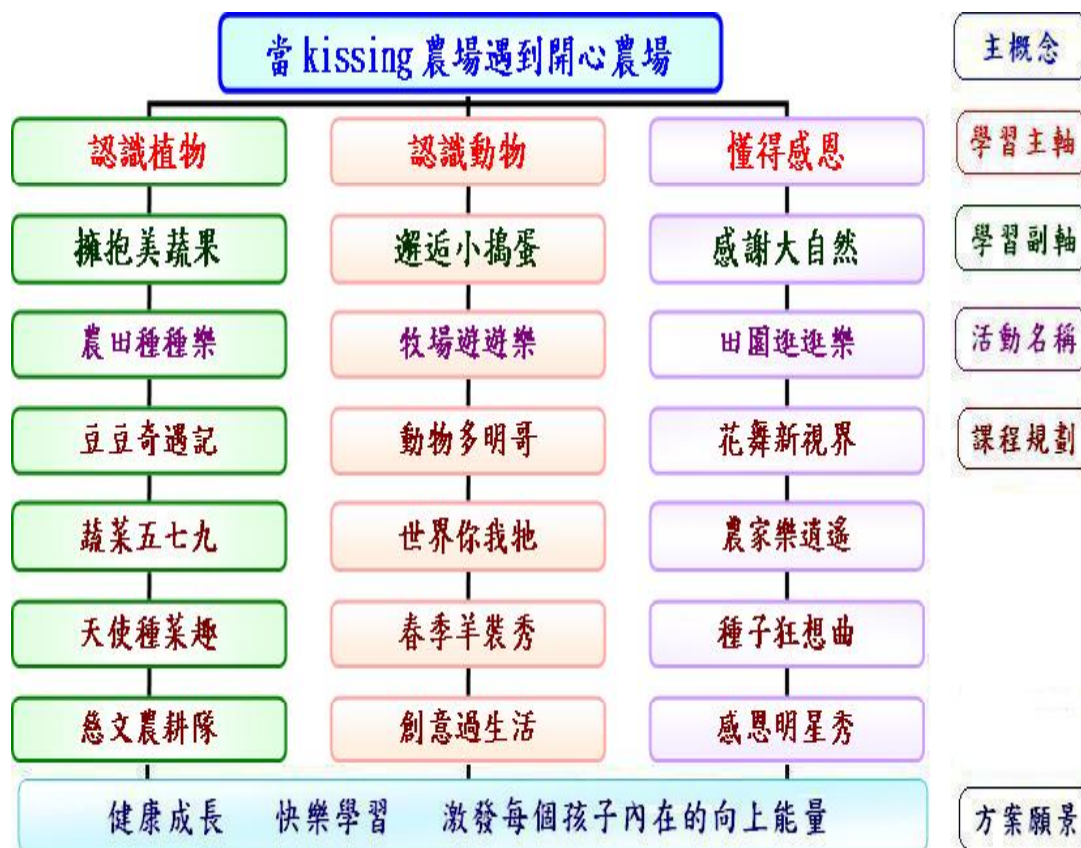 當kissing農場遇到開心農場 主概念
認識植物 認識動物 懂得感恩 學習主軸
擁抱美蔬果 邂逅小搗蛋 感謝大自然 學習副軸
農田種種樂 牧場遊遊樂 田園逛逛樂 活動名稱
豆豆奇遇記 動物多明哥 花舞新視界 課程規劃
蔬菜五七九 世界你我牠 農家樂逍遙
天使種菜趣 春季羊裝秀 種子狂想曲
慈文農耕隊 創意過生活 感恩明星秀
健康成長 快樂學習 激發每個孩子內在的向上能量 方案願景